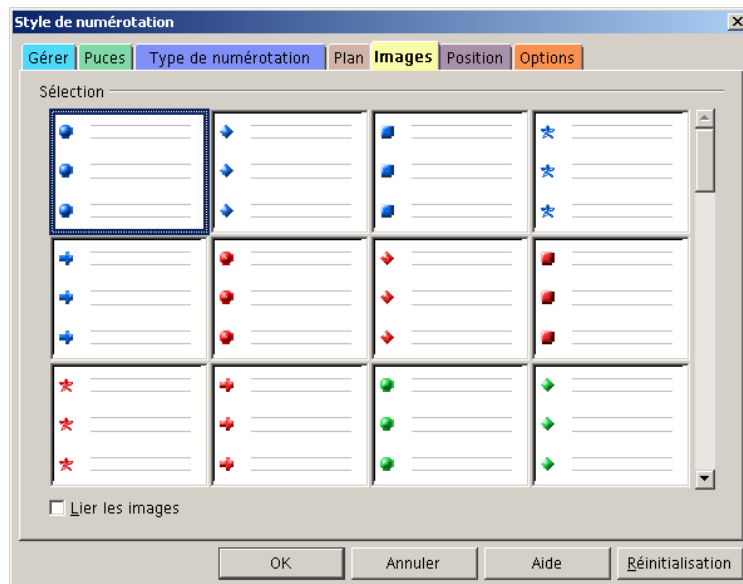 Style de numérotation
Gérer Puces Type de numérotation Plan Images Position Options
Sélection
Lier les images
OK Annuler Aide Réinitialisation